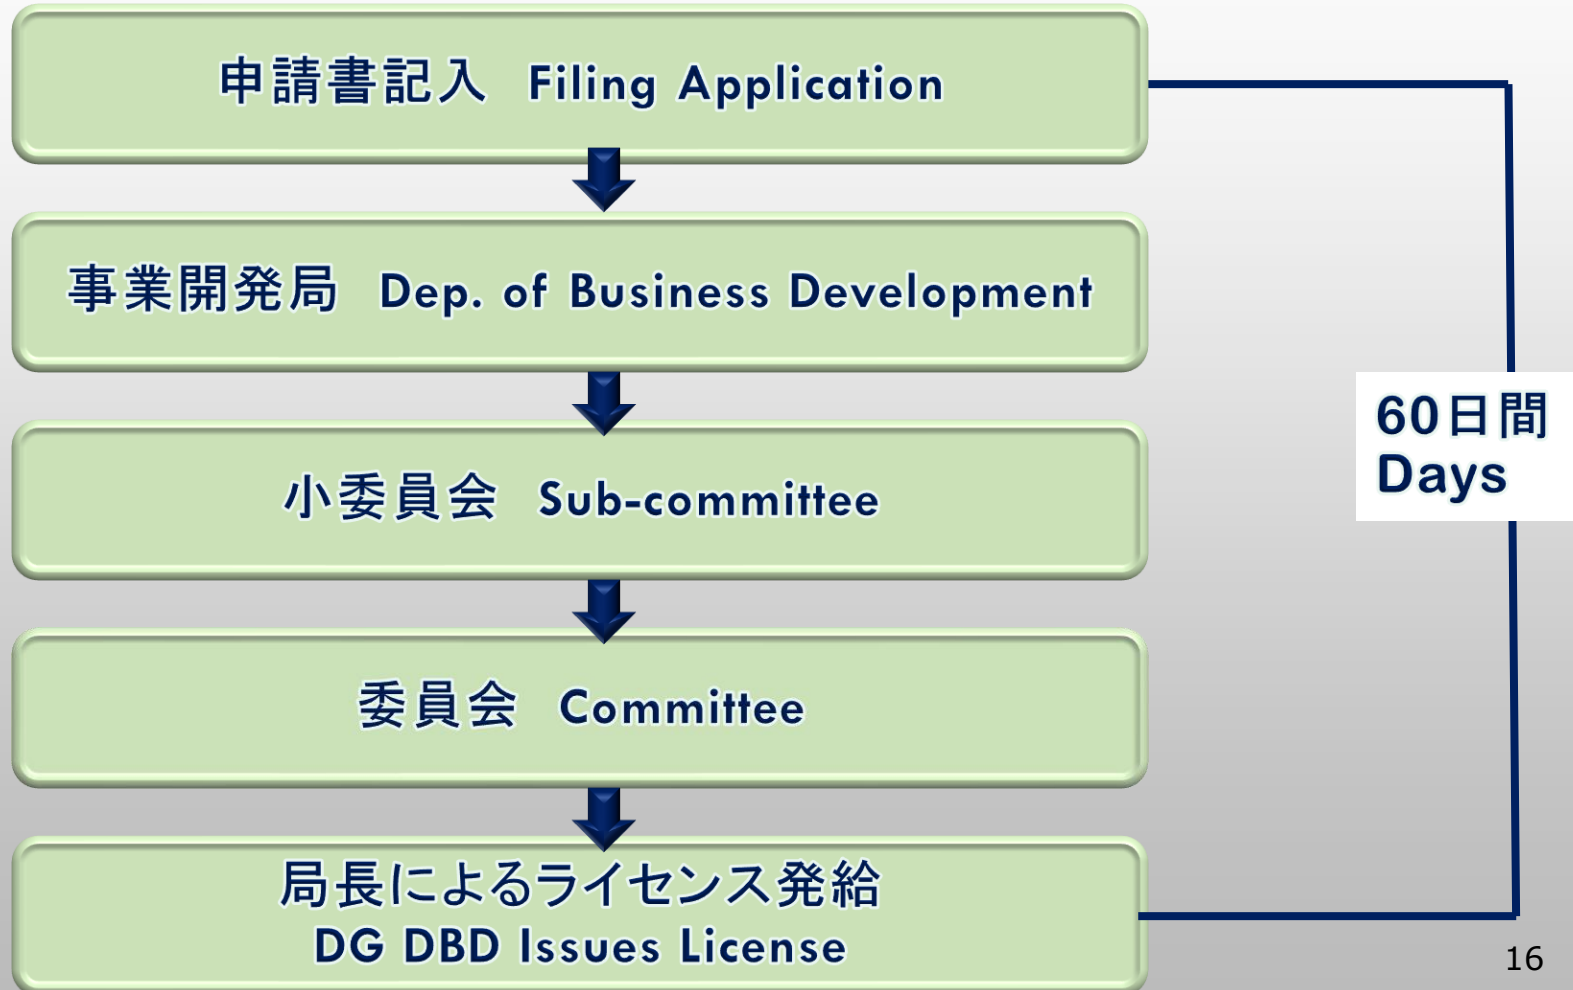 申請書記入 Filing Application
事業開発局 Dep. of Business Development
小委員会 Sub-committee
委員会 Committee
局長によるライセンス発給
DG DBD Issues License
60日間
Days
16